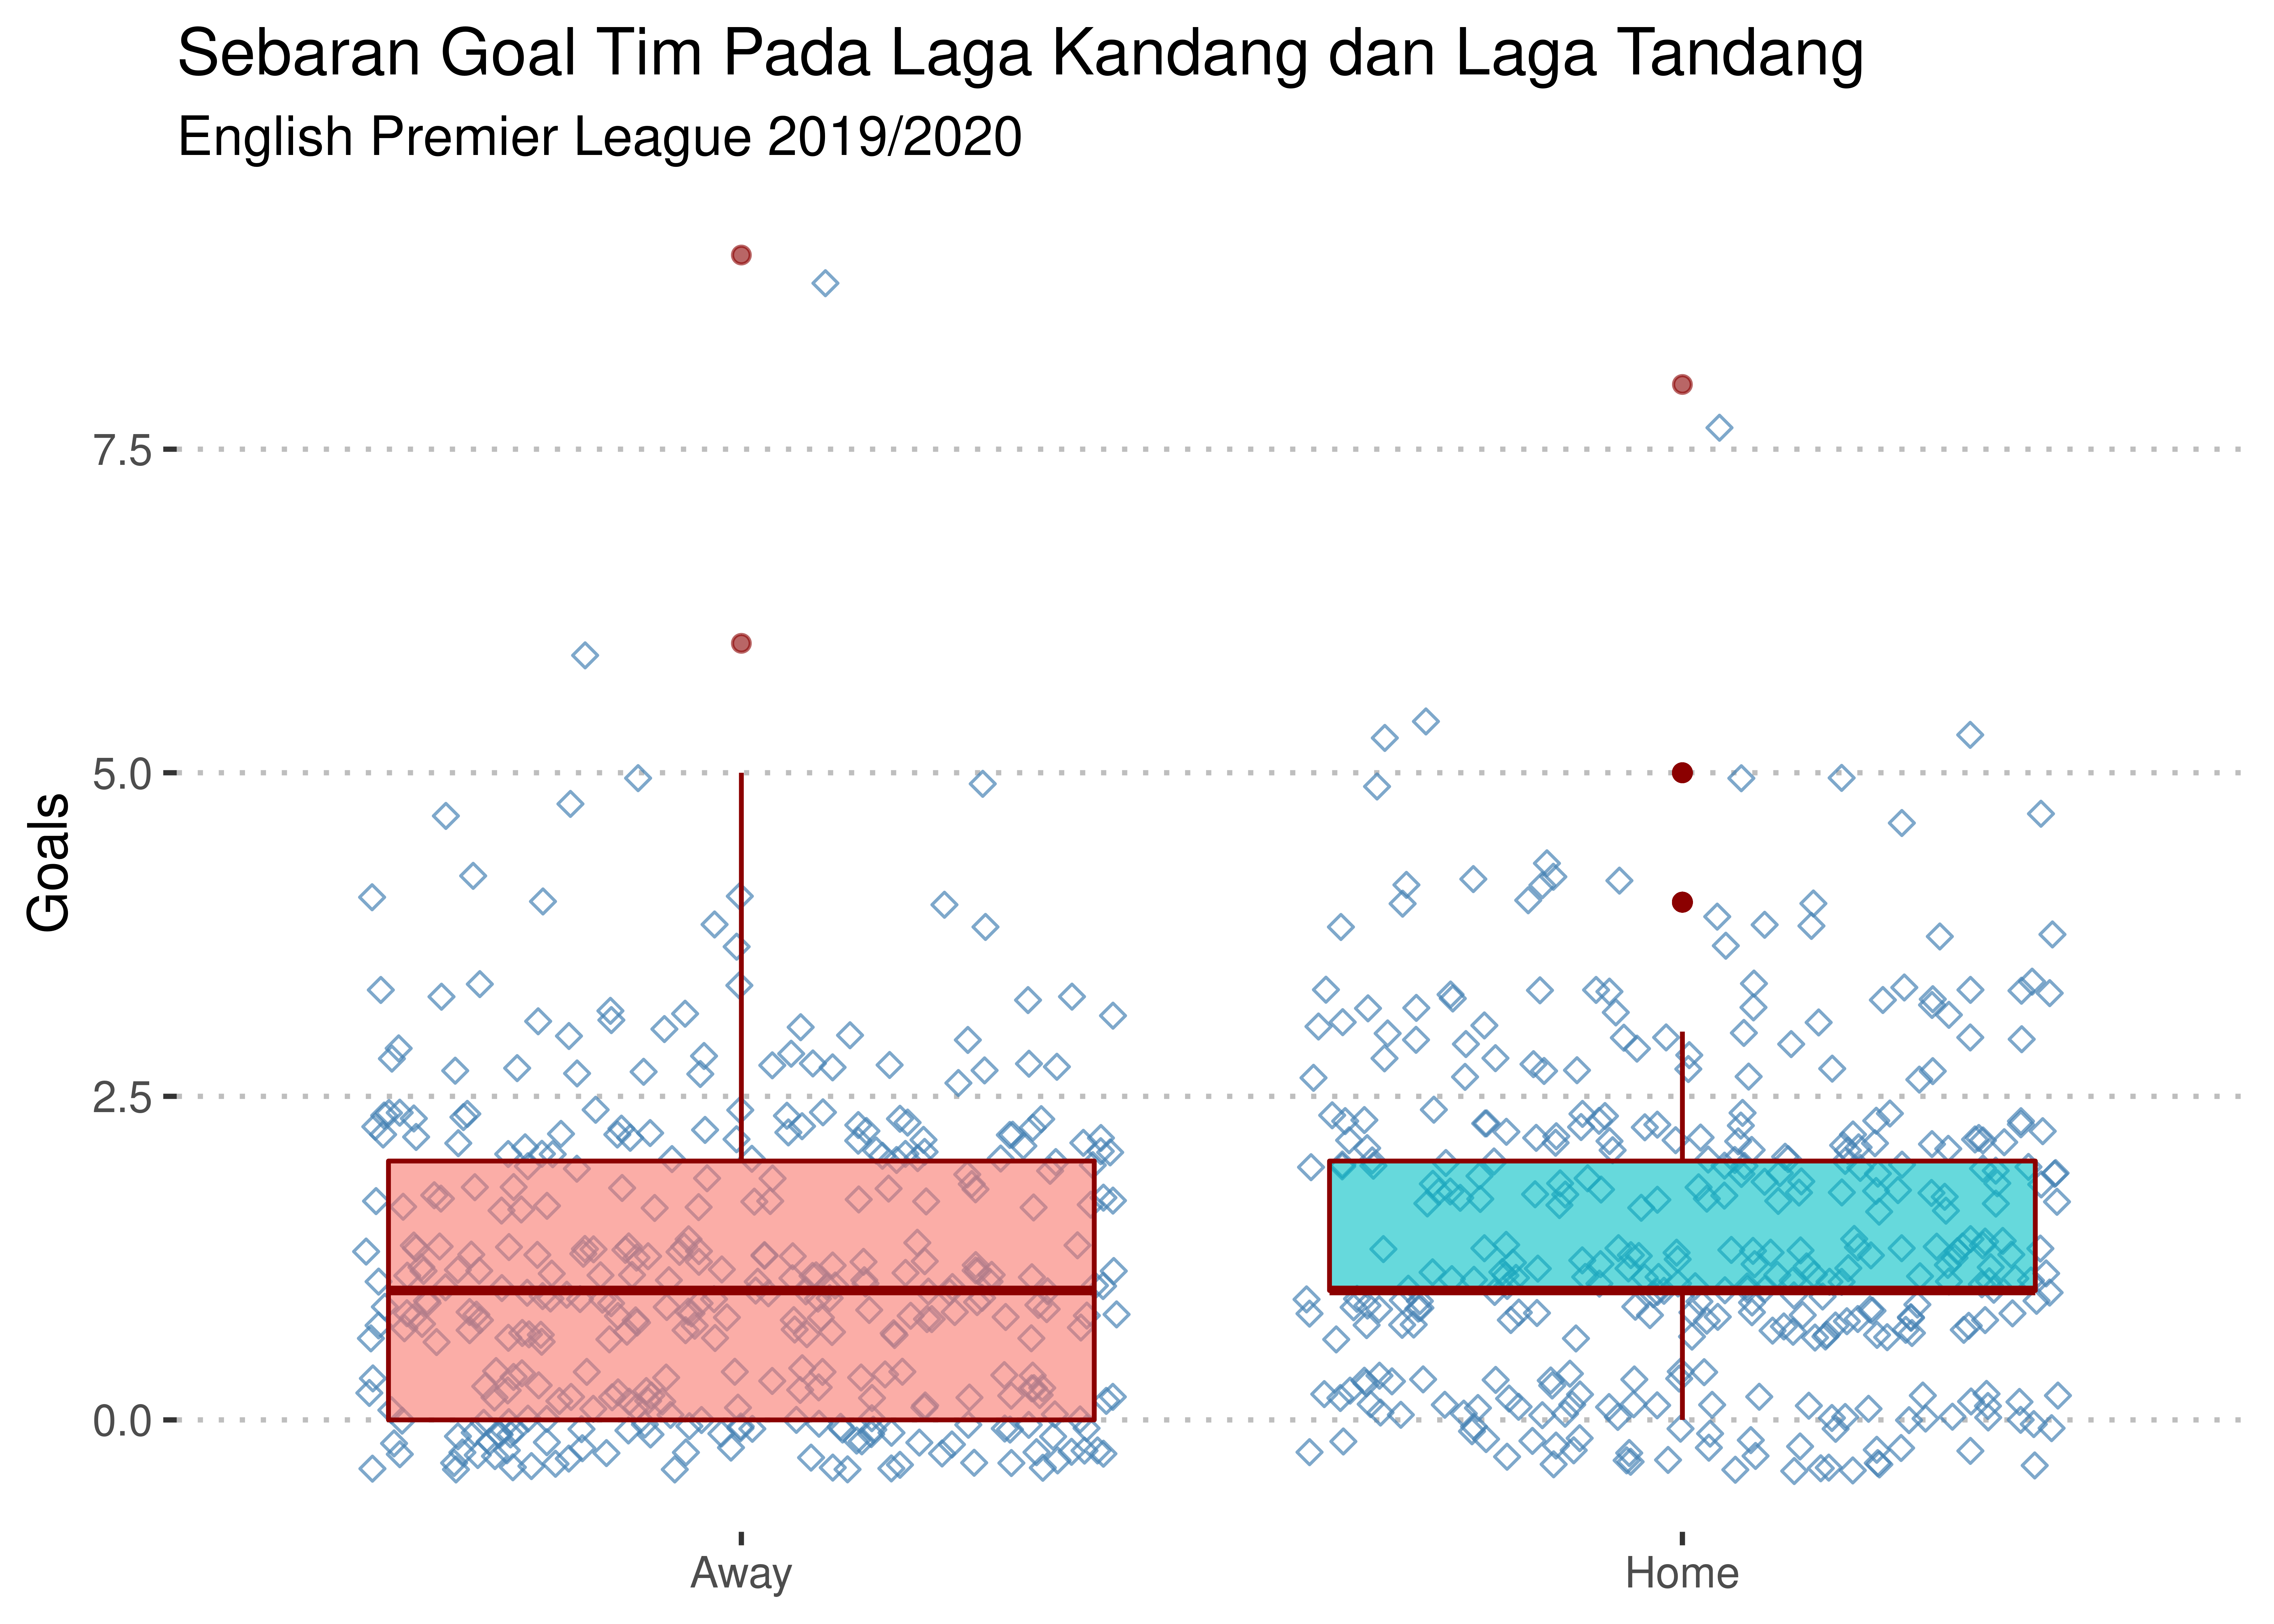 Sebaran Goal Tim Pada Laga Kandang dan Laga Tandang
English Premier League 2019/2020
Goals
7.5
5.0
2.5
0.0
Away
Home